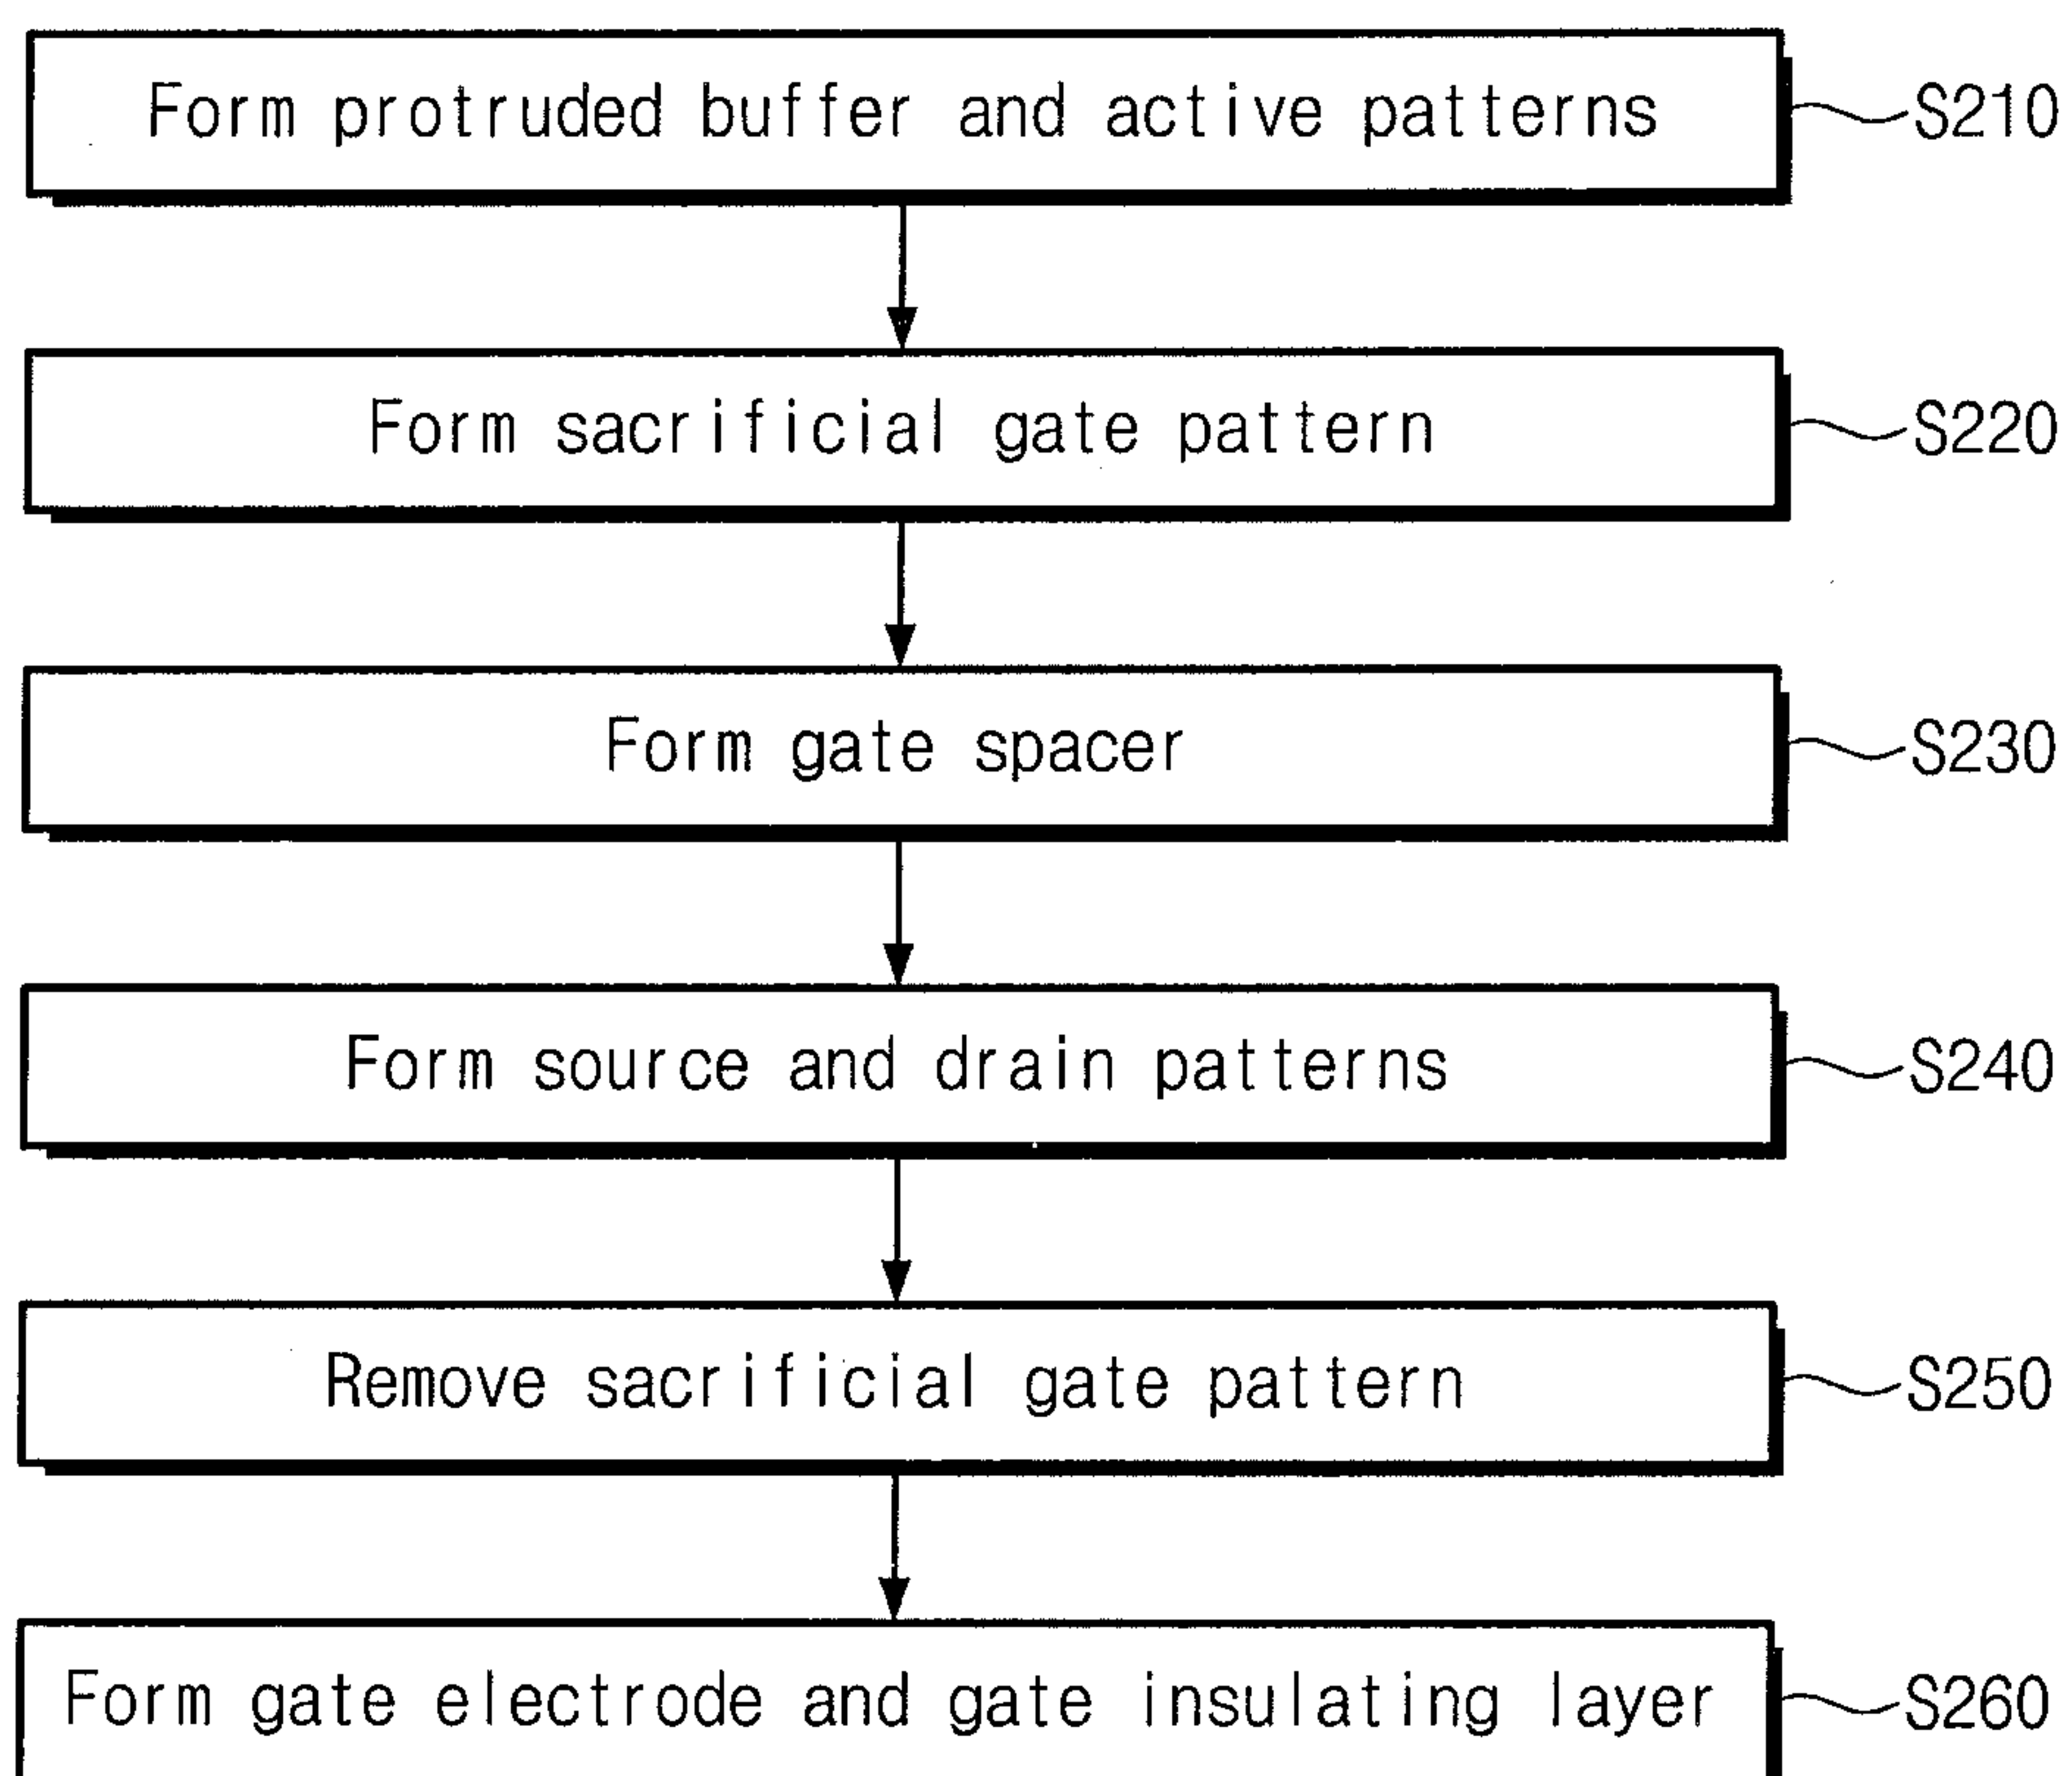 Form protruded buffer and active patterns S210
Form sacrificial gate pattern S220
Form gate spacer S230
Form source and drain patterns S240
Remove sacrificial gate pattern S250
Form gate electrode and gate insulating layer S260